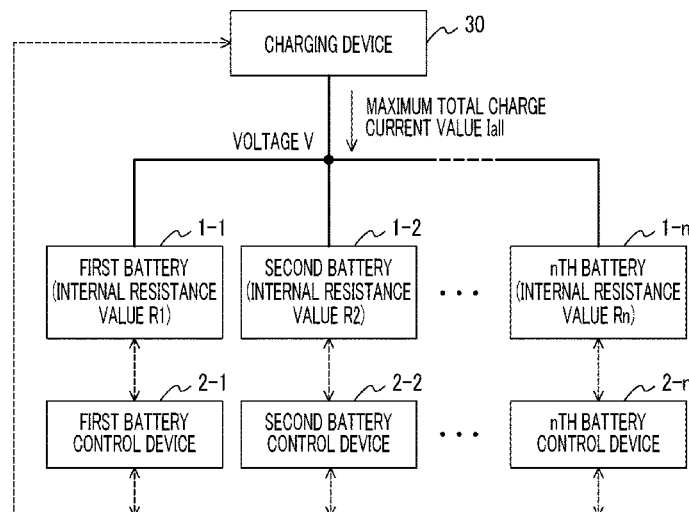 30
CHARGING DEVICE
MAXIMUM TOTAL CHARGE
CURRENT VALUE Iall
VOLTAGE V
1-1
1-2
1-n
FIRST BATTERY
(INTERNAL RESISTANCE
VALUE R1)
SECOND BATTERY
(INTERNAL RESISTANCE
VALUE R2)
• • •
nTH BATTERY
(INTERNAL RESISTANCE
VALUE Rn)
2-1
2-2
2-n
FIRST BATTERY
CONTROL DEVICE
SECOND BATTERY
CONTROL DEVICE
• • •
nTH BATTERY
CONTROL DEVICE